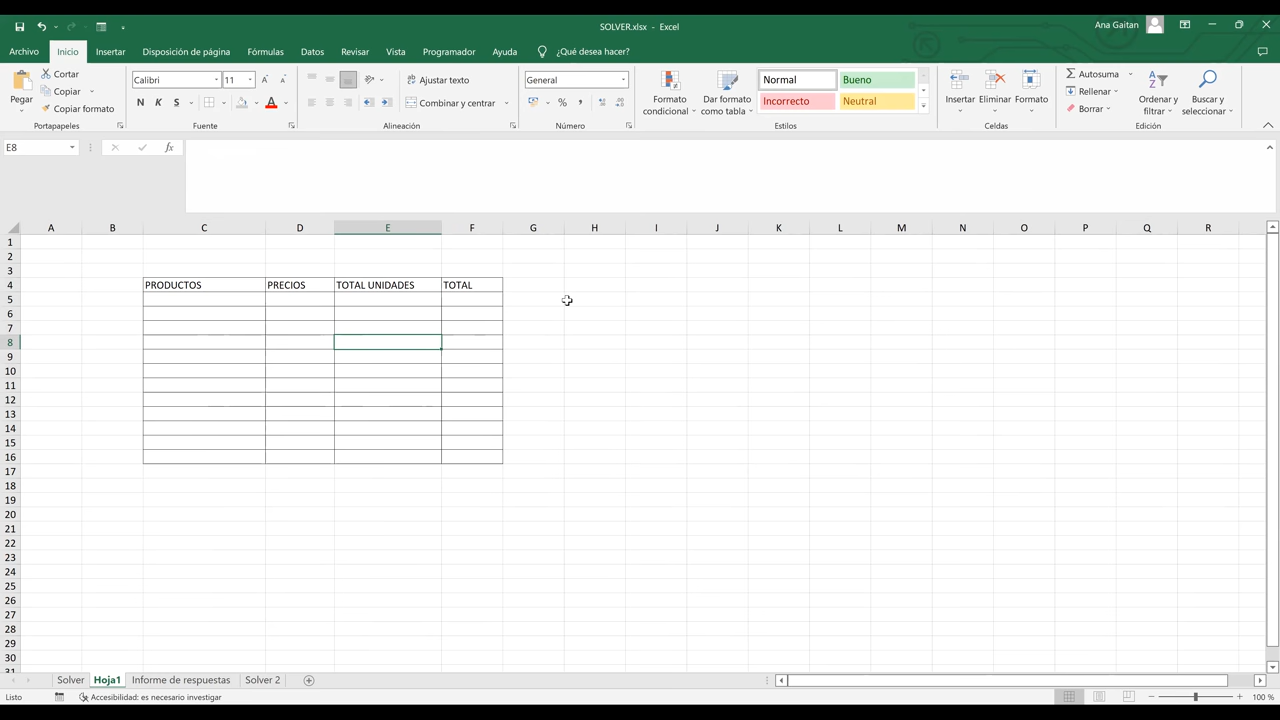 SOLVER.xlsx - Excel
Ana Gaitan
Archivo Inicio Insertar Disposición de página Fórmulas Datos Revisar Vista Programador Ayuda ¿Qué desea hacer?
Pegar Cortar Copiar Copiar formato
Portapapeles
Calibri 11
N K S
Fuente
Ajustar texto
Combinar y centrar
Alineación
General
Número
Formato condicional
Dar formato como tabla
Normal Bueno
Incorrecto Neutral
Estilos
Insertar Eliminar Formato
Celdas
Autosuma
Rellenar
Borrar
Ordenar y filtrar
Buscar y seleccionar
Edición
E8 fx
A B C D E F G H I J K L M N O P Q R
1
2
3
4 PRODUCTOS PRECIOS TOTAL UNIDADES TOTAL
5
6
7
8
9
10
11
12
13
14
15
16
17
18
19
20
21
22
23
24
25
26
27
28
29
30
31
Solver Hoja1 Informe de respuestas Solver 2
Listo Accesibilidad: es necesario investigar 100 %